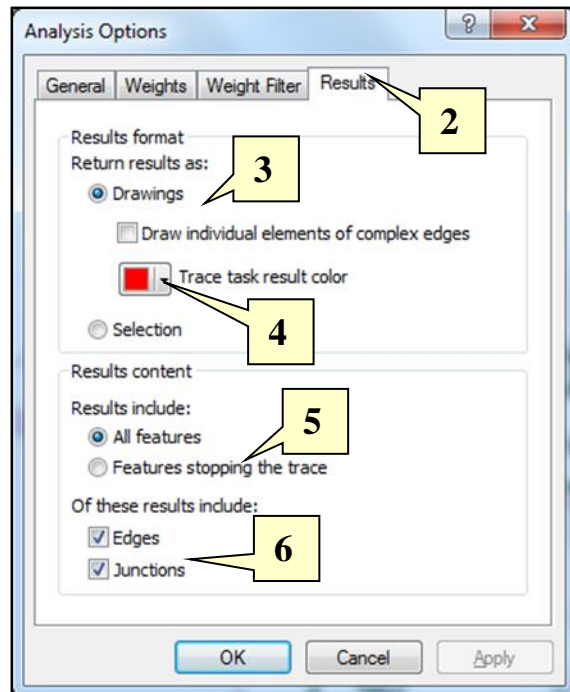 Analysis Options
General Weights Weight Filter Results
2
Results format
Return results as:
3
Drawings
Draw individual elements of complex edges
Trace task result color
4
Selection
Results content
Results include:
5
All features
Features stopping the trace
Of these results include:
6
Edges
Junctions
OK Cancel Apply